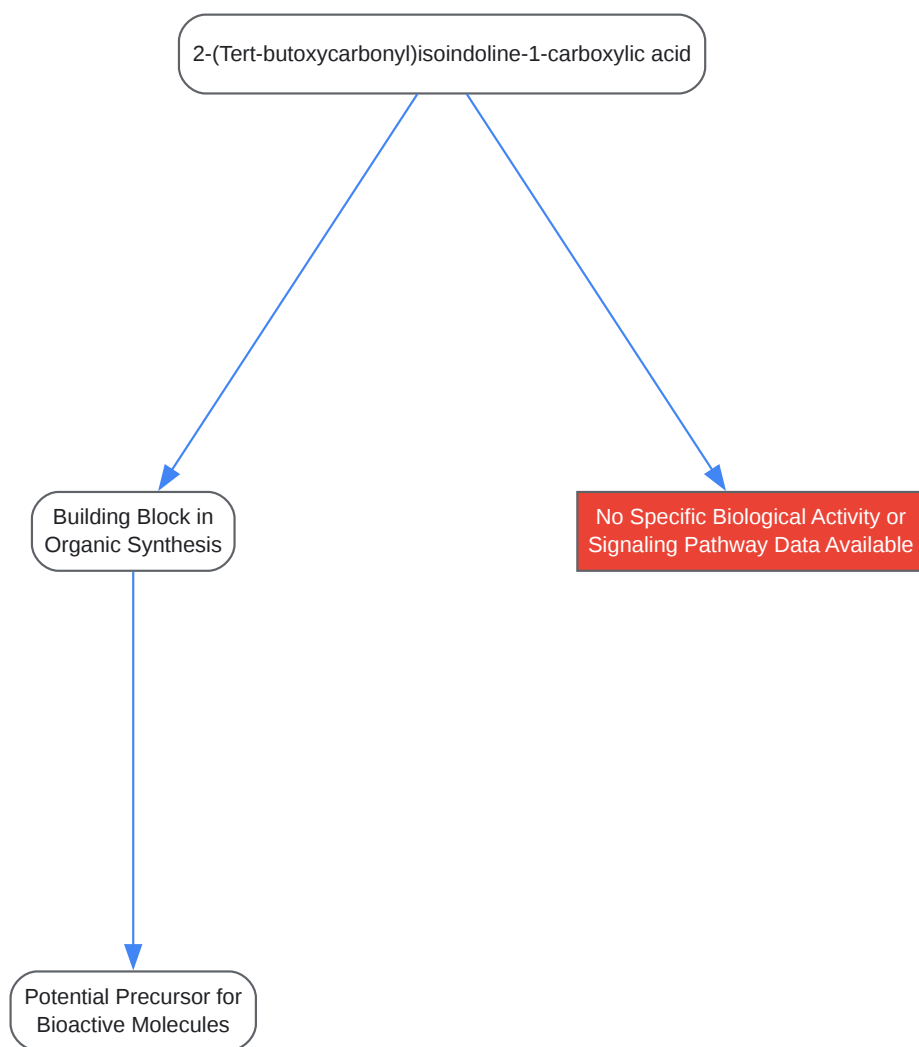 2-(Tert-butoxycarbonyl)isoindoline-1-carboxylic acid
Building Block in
Organic Synthesis
No Specific Biological Activity or
Signaling Pathway Data Available
Potential Precursor for
Bioactive Molecules